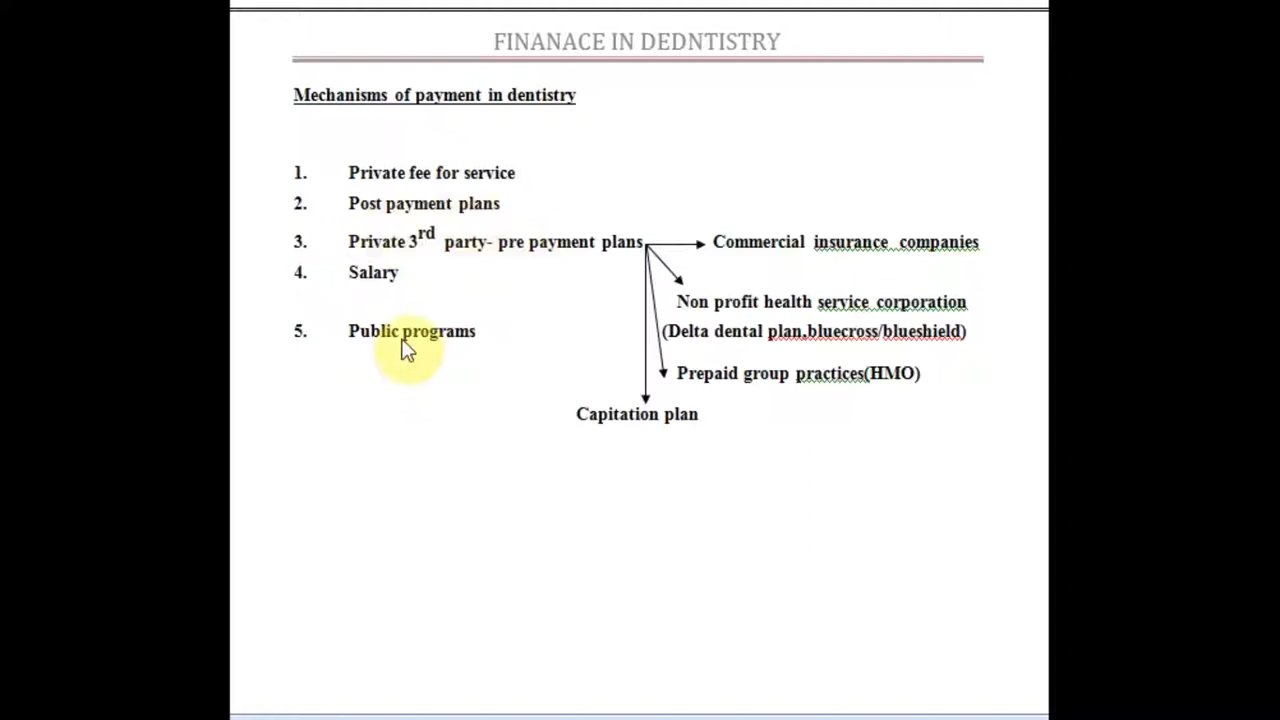 FINANACE IN DEDNTISTRY
Mechanisms of payment in dentistry
1. Private fee for service
2. Post payment plans
3. Private 3rd party- pre payment plans
Commercial insurance companies
4. Salary
Non profit health service corporation
5. Public programs
(Delta dental plan,bluecross/blueshield)
Prepaid group practices(HMO)
Capitation plan